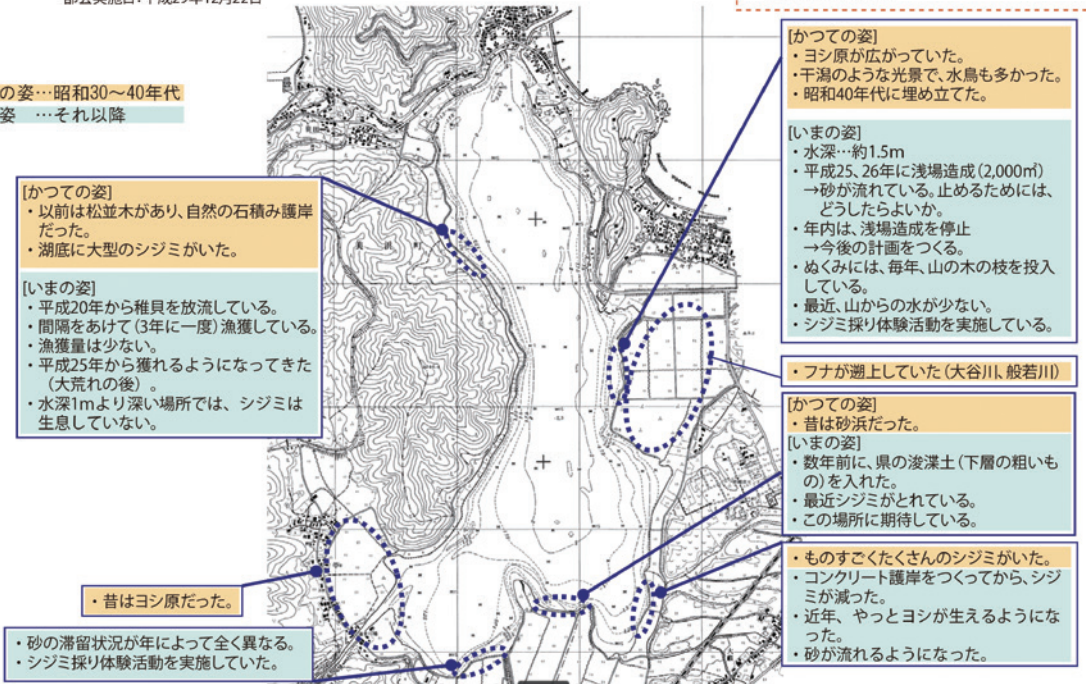 部会実施日：平成29年12月22日
の姿…昭和30～40年代
姿　…それ以降
[かつての姿]
・以前は松並木があり、自然の石積み護岸
だった。
・湖底に大型のシジミがいた。
[いまの姿]
・平成20年から稚貝を放流している。
・間隔をあけて（3年に一度）漁獲している。
・漁獲量は少ない。
・平成25年から獲れるようになってきた
（大荒れの後）。
・水深1mより深い場所では、シジミは
生息していない。
・昔はヨシ原だった。
・砂の滞留状況が年によって全く異なる。
・シジミ採り体験活動を実施していた。
美浜町
[かつての姿]
・ヨシ原が広がっていた。
・干潟のような光景で、水鳥も多かった。
・昭和40年代に埋め立てた。
[いまの姿]
・水深…約1.5m
・平成25、26年に浅場造成（2,000㎡）
→砂が流れている。止めるためには、
どうしたらよいか。
・年内は、浅場造成を停止
→今後の計画をつくる。
・ぬくみには、毎年、山の木の枝を投入
している。
・最近、山からの水が少ない。
・シジミ採り体験活動を実施している。
・フナが遡上していた（大谷川、般若川）
[かつての姿]
・昔は砂浜だった。
[いまの姿]
・数年前に、県の浚渫土（下層の粗いも
の）を入れた。
・最近シジミがとれている。
・この場所に期待している。
・ものすごくたくさんのシジミがいた。
・コンクリート護岸をつくってから、シジ
ミが減った。
・近年、やっとヨシが生えるようにな
った。
・砂が流れるようになった。